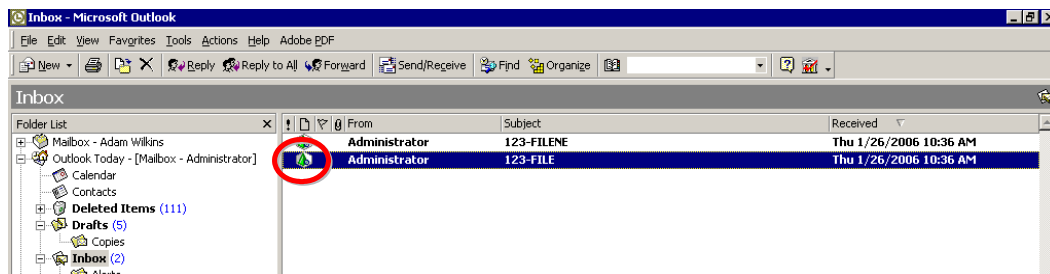 Inbox - Microsoft Outlook
File Edit View Favorites Tools Actions Help Adobe PDF
New Reply Reply to All Forward Send/Receive Find Organize
Inbox
Folder List X ! From Subject Received
Mailbox - Adam Wilkins Administrator 123-FILENE Thu 1/26/2006 10:36 AM
Outlook Today - [Mailbox - Administrator] Administrator 123-FILE Thu 1/26/2006 10:36 AM
Calendar
Contacts
Deleted Items (111)
Drafts (5)
Copies
Inbox (2)
Alerts